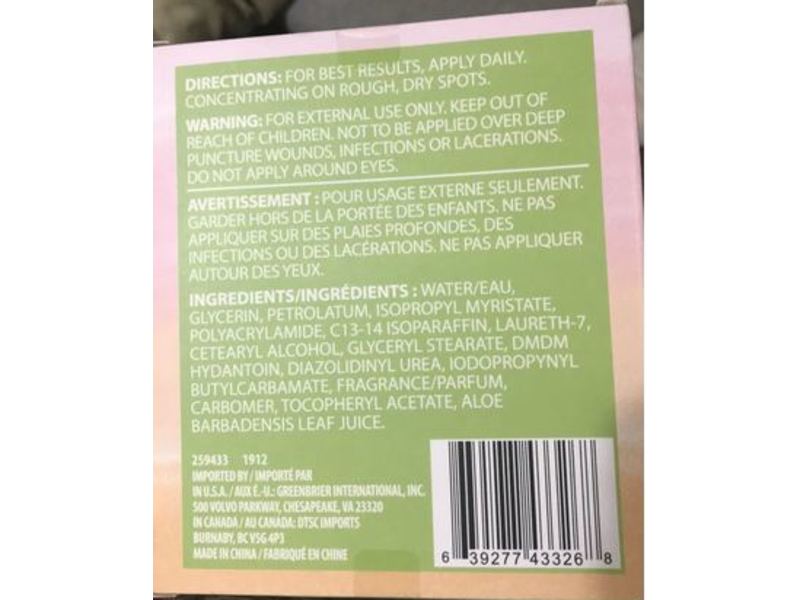 DIRECTIONS: FOR BEST RESULTS, APPLY DAILY.
CONCENTRATING ON ROUGH, DRY SPOTS.
WARNING: FOR EXTERNAL USE ONLY. KEEP OUT OF
REACH OF CHILDREN. NOT TO BE APPLIED OVER DEEP
PUNCTURE WOUNDS, INFECTIONS OR LACERATIONS.
DO NOT APPLY AROUND EYES.
AVERTISSEMENT : POUR USAGE EXTERNE SEULEMENT.
GARDER HORS DE LA PORTÉE DES ENFANTS. NE PAS
APPLIQUER SUR DES PLAIES PROFONDES, DES
INFECTIONS OU DES LACÉRATIONS. NE PAS APPLIQUER
AUTOUR DES YEUX.
INGREDIENTS/INGRÉDIENTS : WATER/EAU,
GLYCERIN, PETROLATUM, ISOPROPYL MYRISTATE,
POLYACRYLAMIDE, C13-14 ISOPARAFFIN, LAURETH-7,
CETEARYL ALCOHOL, GLYCERYL STEARATE, DMDM
HYDANTOIN, DIAZOLIDINYL UREA, IODOPROPYNYL
BUTYLCARBAMATE, FRAGRANCE/PARFUM,
CARBOMER, TOCOPHERYL ACETATE, ALOE
BARBADENSIS LEAF JUICE.
259433 1912
IMPORTED BY / IMPORTÉ PAR
IN U.S.A. / AUX É.-U.: GREENBRIER INTERNATIONAL, INC.
500 VOLVO PARKWAY, CHESAPEAKE, VA 23320
IN CANADA / AU CANADA: DTSC IMPORTS
BURNABY, BC V5G 4P3
MADE IN CHINA / FABRIQUÉ EN CHINE
6 39277 43326 8